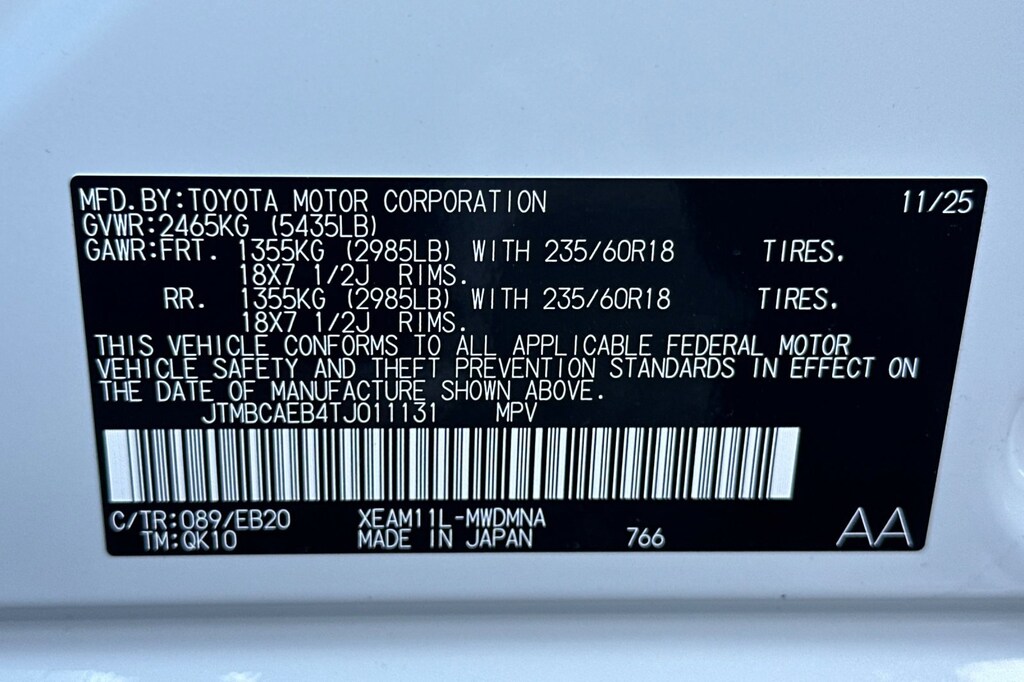 MFD.BY:TOYOTA MOTOR CORPORATION 11/25
GVWR:2465KG (5435LB)
GAWR:FRT. 1355KG (2985LB) WITH 235/60R18 TIRES.
18X7 1/2J RIMS.
RR. 1355KG (2985LB) WITH 235/60R18 TIRES.
18X7 1/2J RIMS.
THIS VEHICLE CONFORMS TO ALL APPLICABLE FEDERAL MOTOR
VEHICLE SAFETY AND THEFT PREVENTION STANDARDS IN EFFECT ON
THE DATE OF MANUFACTURE SHOWN ABOVE.
JTMBCAEB4TJ011131 MPV
C/TR:089/EB20 XEAM11L-MWDMNA
TM:QK10 MADE IN JAPAN 766 AA